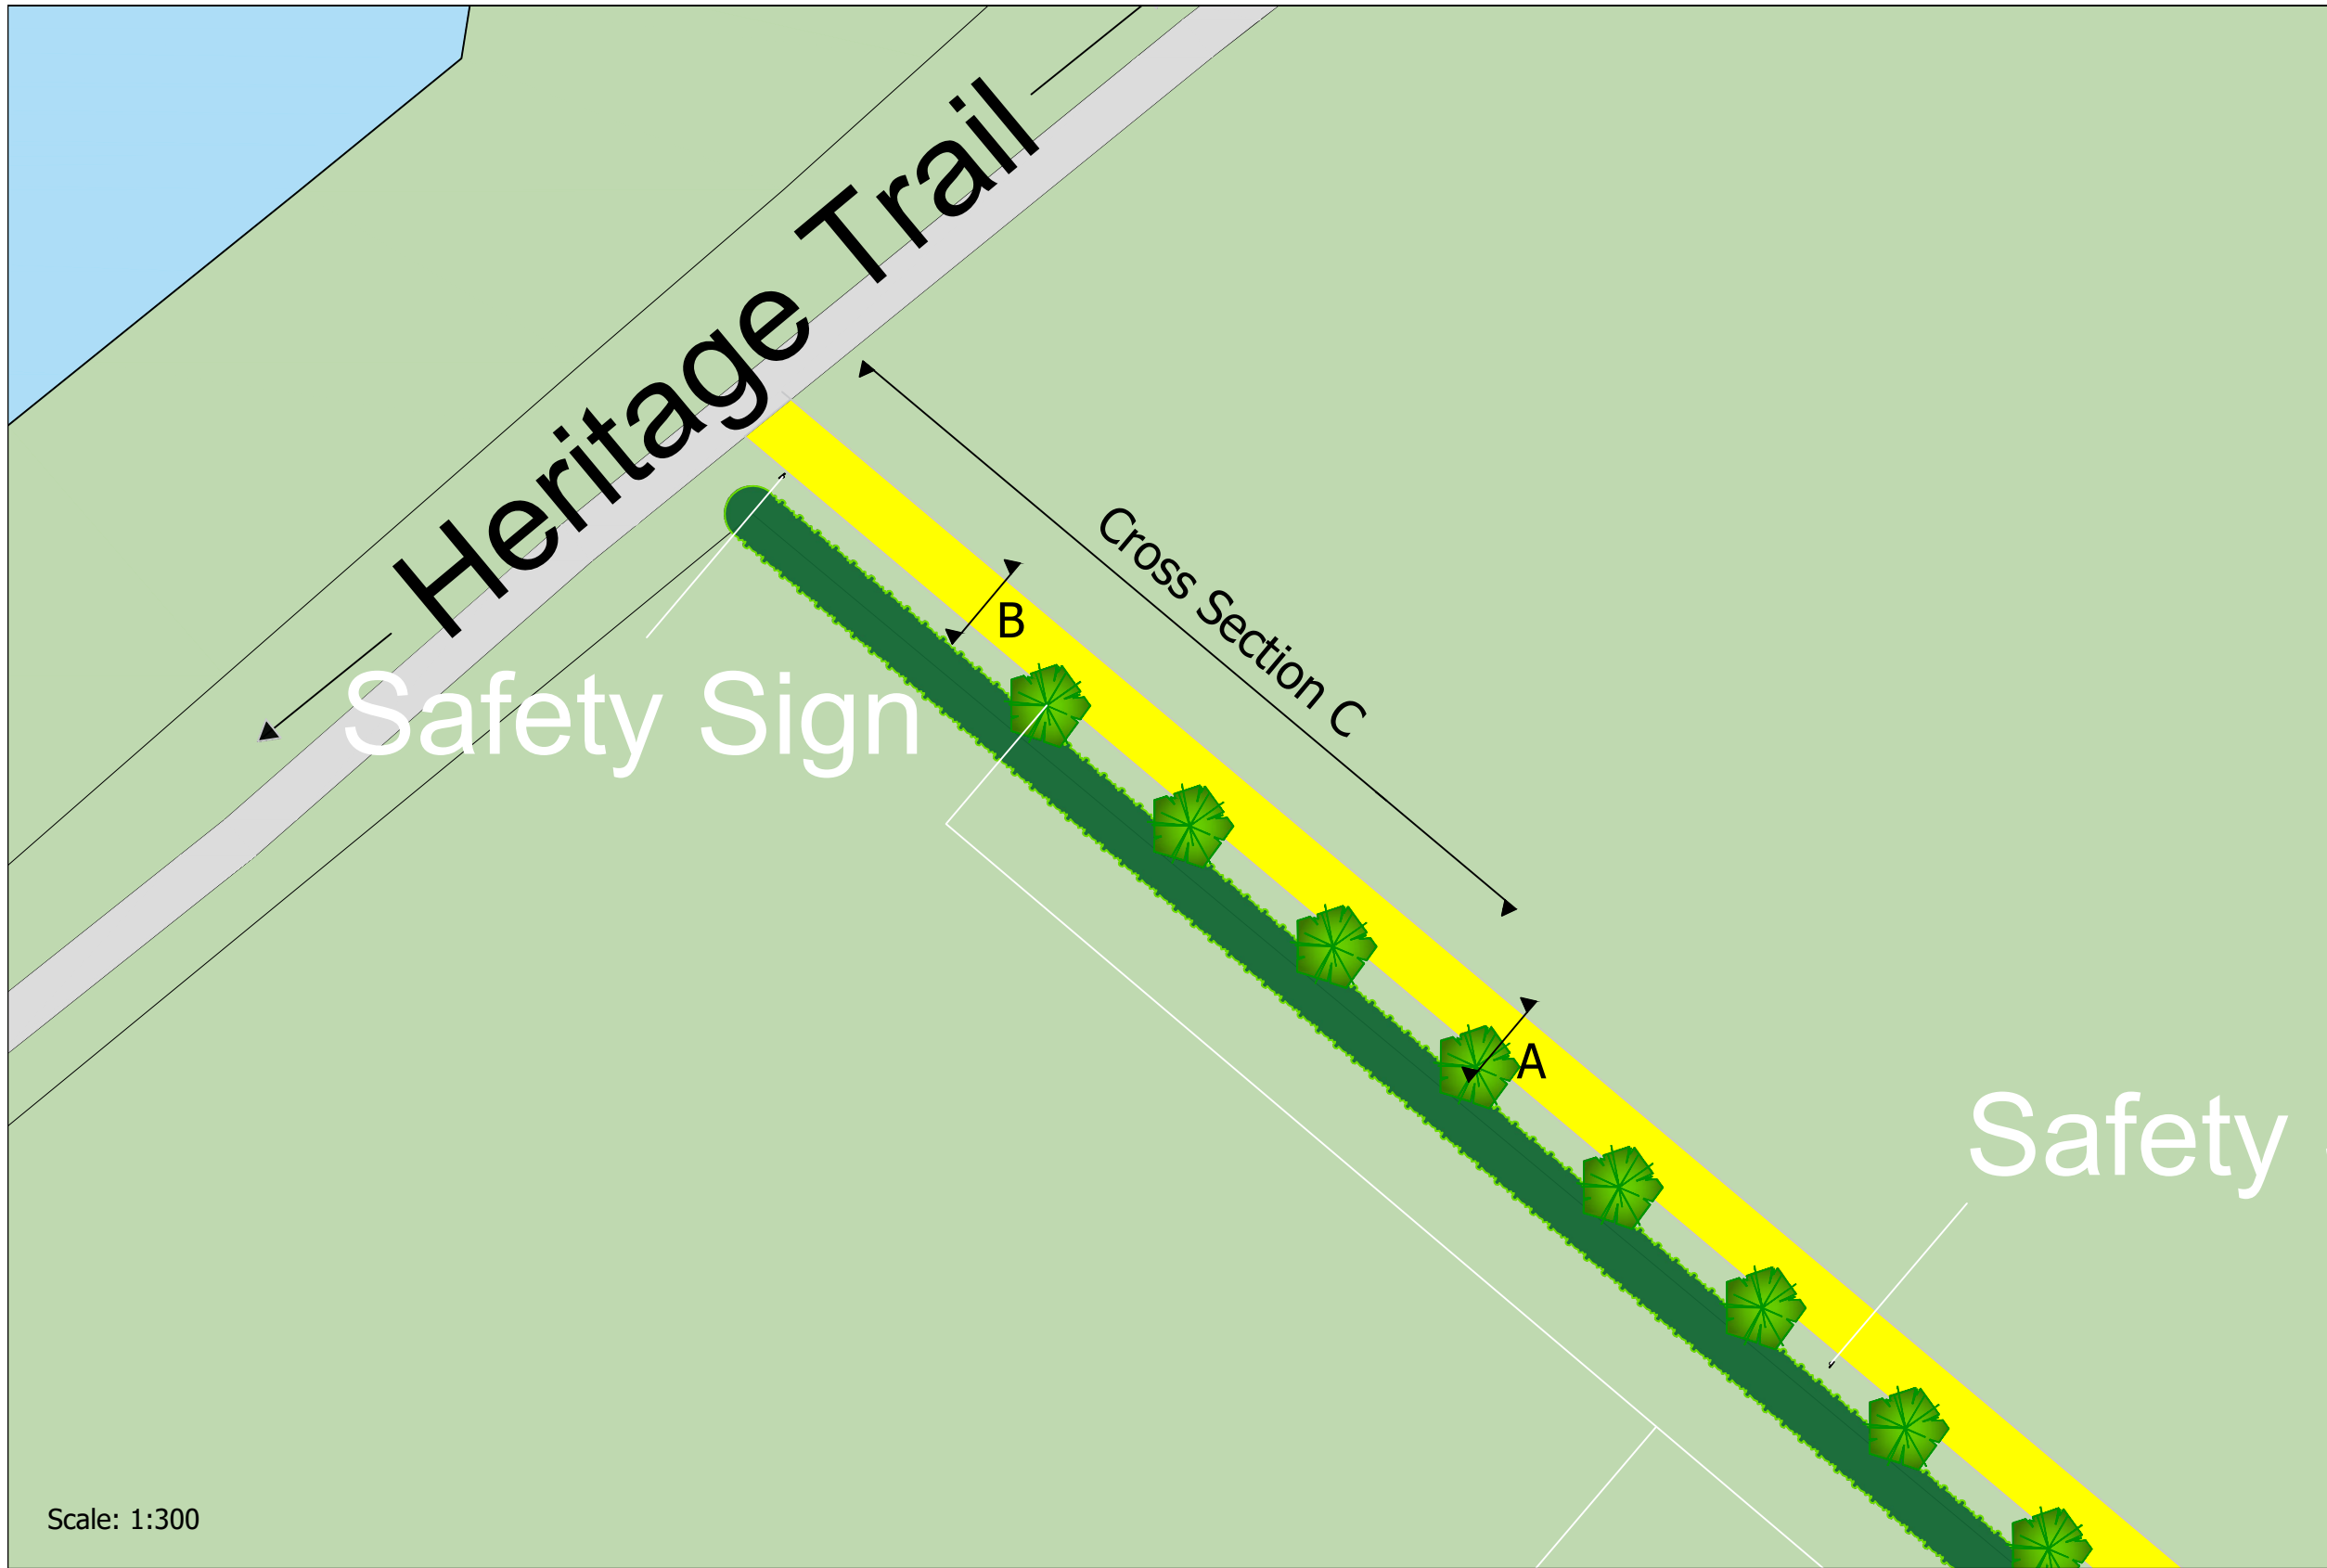 Heritage Trail
Cross Section C
B
Safety Sign
A
Safety
Scale: 1:300